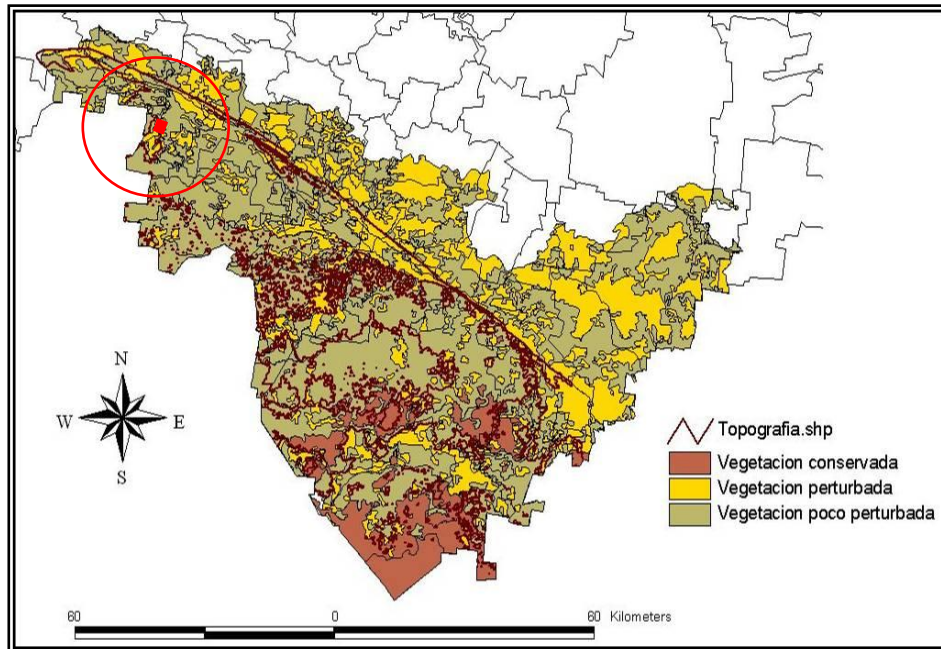 N
W E
S
Topografia.shp
Vegetacion conservada
Vegetacion perturbada
Vegetacion poco perturbada
60 0 60 Kilometers